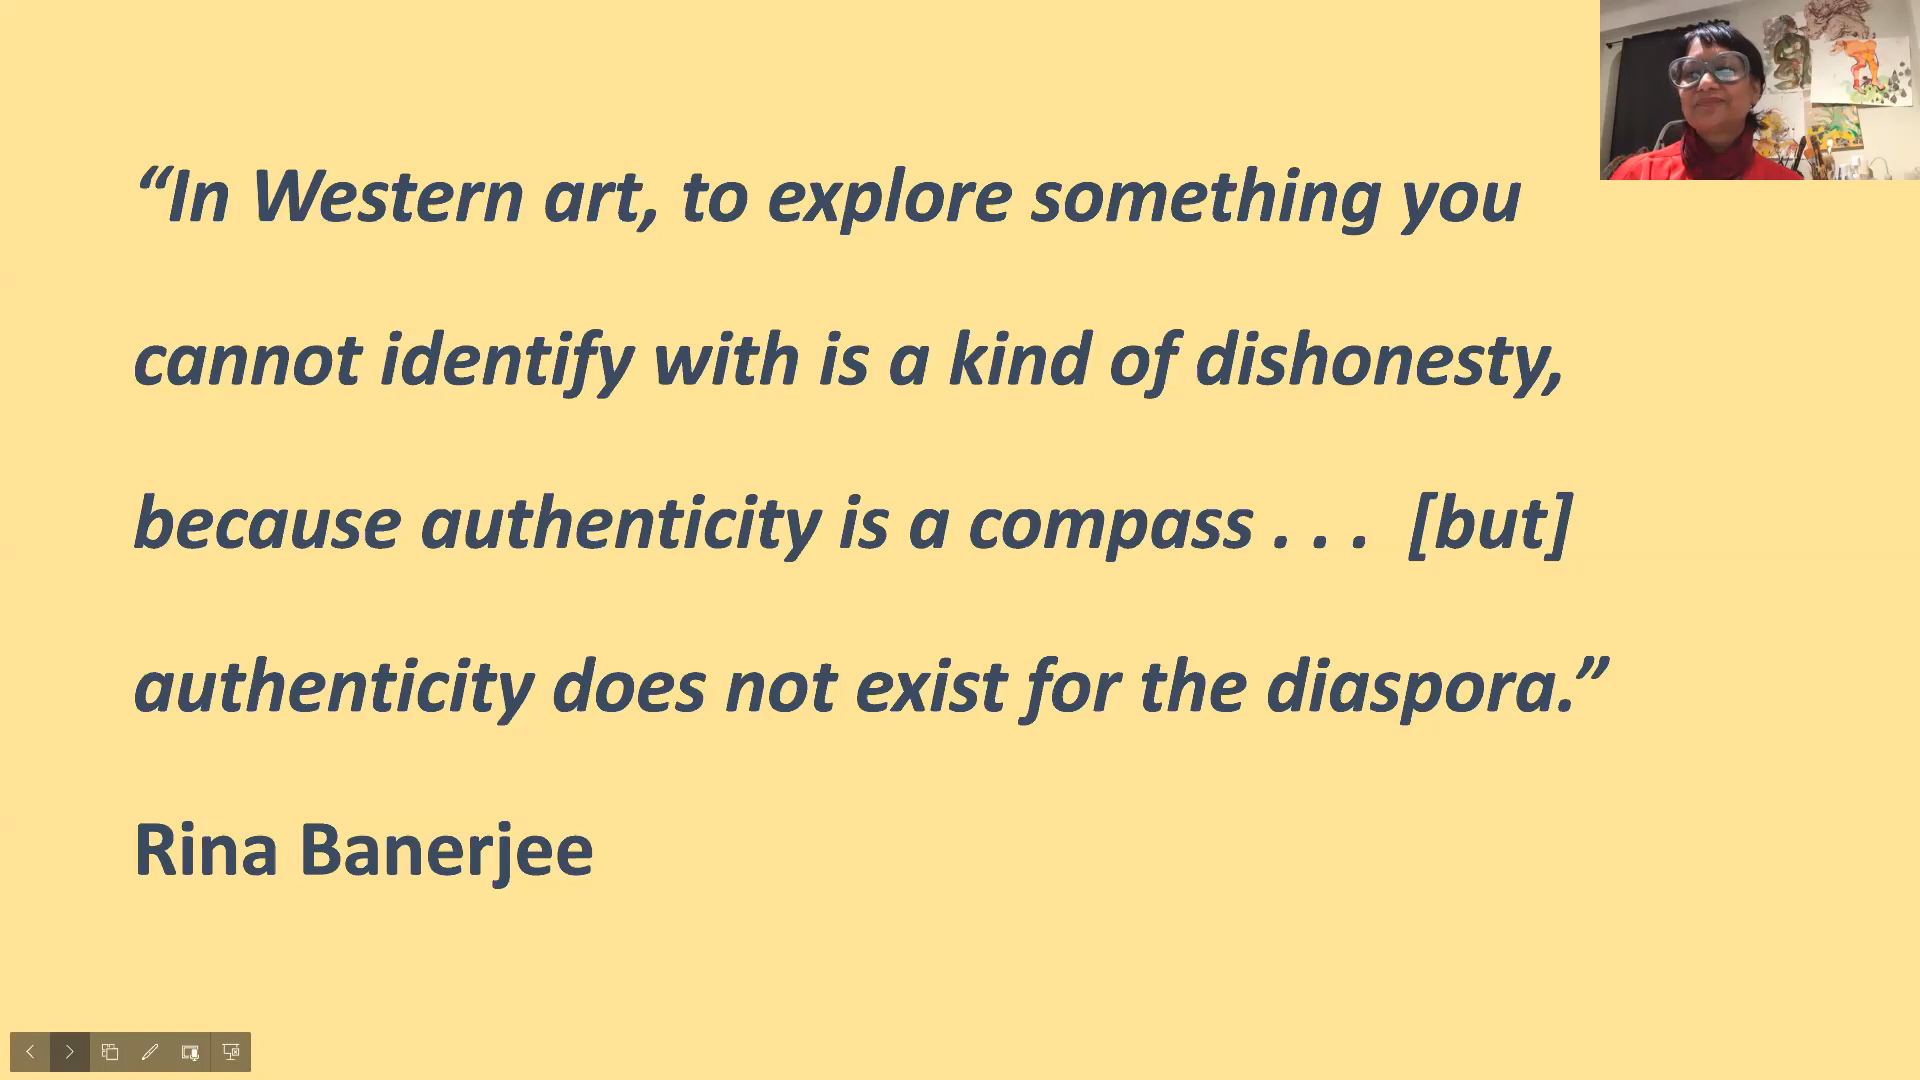 “In Western art, to explore something you
cannot identify with is a kind of dishonesty,
because authenticity is a compass . . .  [but]
authenticity does not exist for the diaspora.”
Rina Banerjee